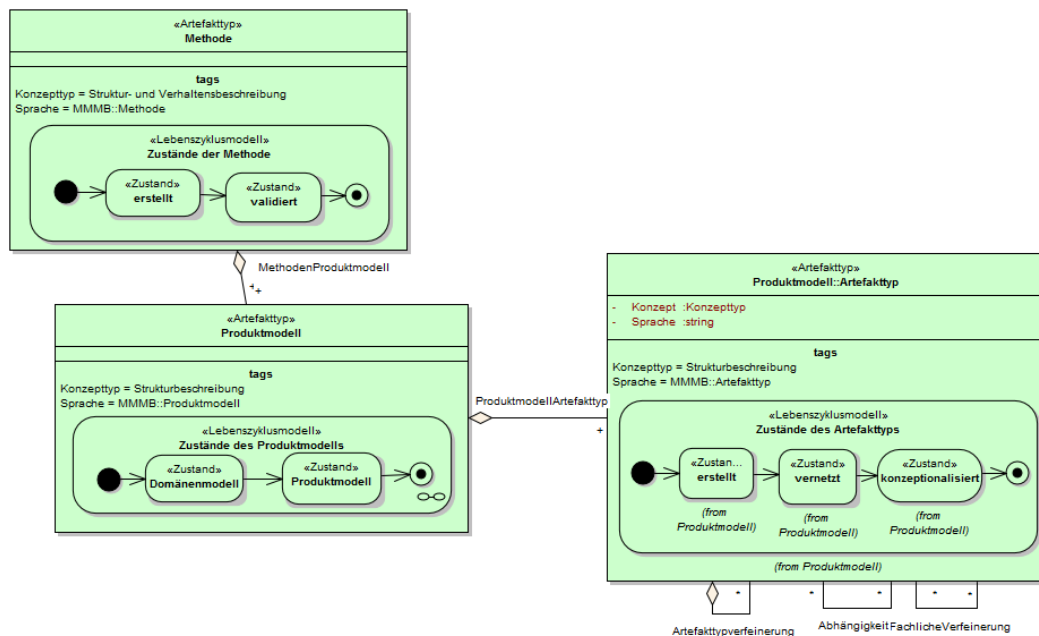 «Artefakttyp»
Methode
tags
Konzepttyp = Struktur- und Verhaltensbeschreibung
Sprache = MMMB::Methode
«Lebenszyklusmodell»
Zustände der Methode
«Zustand»
erstellt
«Zustand»
validiert
MethodenProduktmodell
*
+
«Artefakttyp»
Produktmodell
tags
Konzepttyp = Strukturbeschreibung
Sprache = MMMB::Produktmodell
«Lebenszyklusmodell»
Zustände des Produktmodells
«Zustand»
Domänenmodell
«Zustand»
Produktmodell
ProduktmodellArtefakttyp
+
«Artefakttyp»
Produktmodell::Artefakttyp
- Konzept :Konzepttyp
- Sprache :string
tags
Konzepttyp = Strukturbeschreibung
Sprache = MMMB::Artefakttyp
«Lebenszyklusmodell»
Zustände des Artefakttyps
«Zustan...
erstellt
(from
Produktmodell)
«Zustand»
vernetzt
(from
Produktmodell)
«Zustand»
konzeptionalisiert
(from
Produktmodell)
(from Produktmodell)
* * * * *
Artefakttypverfeinerung
Abhängigkeit
FachlicheVerfeinerung